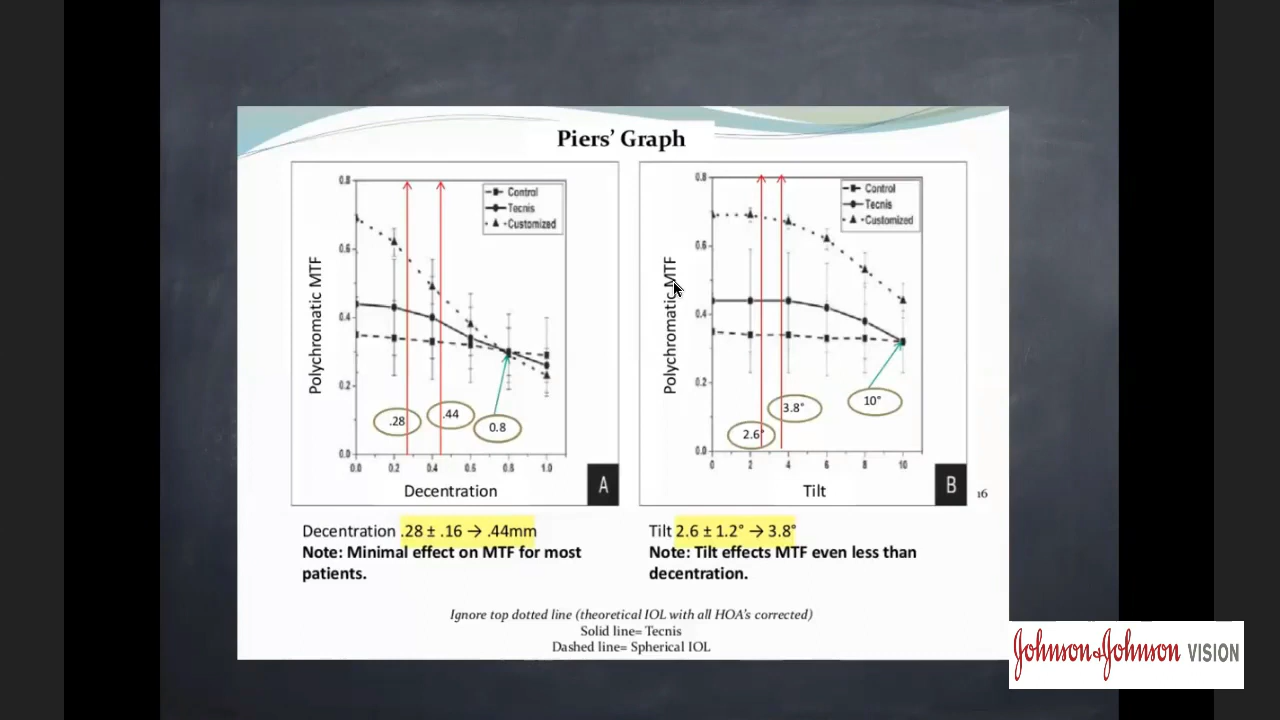 Piers’ Graph
0.8
0.6
0.4
0.2
0.0
0.0 0.2 0.4 0.6 0.8 1.0
Polychromatic MTF
Control
Tecnis
Customized
.28
.44
0.8
Decentration
A
0.8
0.6
0.4
0.2
0.0
0 2 4 6 8 10
Polychromatic MTF
Control
Tecnis
Customized
2.6°
3.8°
10°
Tilt
B
16
Decentration .28 ± .16 → .44mm
Note: Minimal effect on MTF for most
patients.
Tilt 2.6 ± 1.2° → 3.8°
Note: Tilt effects MTF even less than
decentration.
Ignore top dotted line (theoretical IOL with all HOA's corrected)
Solid line= Tecnis
Dashed line= Spherical IOL
Johnson & Johnson VISION